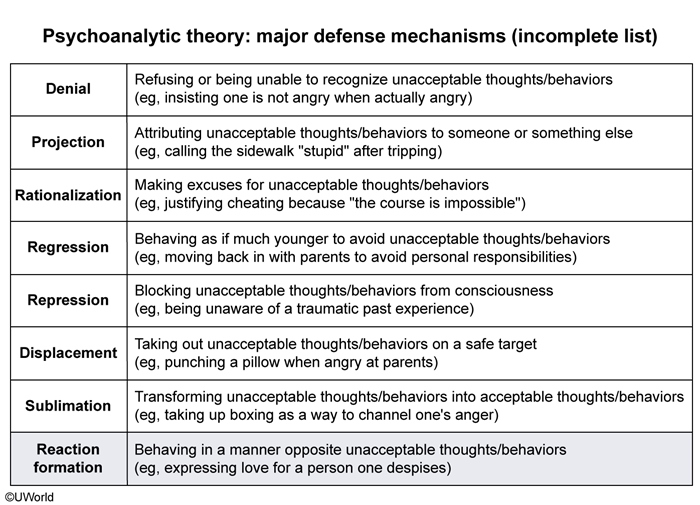 Psychoanalytic theory: major defense mechanisms (incomplete list)
Denial
Refusing or being unable to recognize unacceptable thoughts/behaviors
(eg, insisting one is not angry when actually angry)
Projection
Attributing unacceptable thoughts/behaviors to someone or something else
(eg, calling the sidewalk "stupid" after tripping)
Rationalization
Making excuses for unacceptable thoughts/behaviors
(eg, justifying cheating because "the course is impossible")
Regression
Behaving as if much younger to avoid unacceptable thoughts/behaviors
(eg, moving back in with parents to avoid personal responsibilities)
Repression
Blocking unacceptable thoughts/behaviors from consciousness
(eg, being unaware of a traumatic past experience)
Displacement
Taking out unacceptable thoughts/behaviors on a safe target
(eg, punching a pillow when angry at parents)
Sublimation
Transforming unacceptable thoughts/behaviors into acceptable thoughts/behaviors
(eg, taking up boxing as a way to channel one's anger)
Reaction
formation
Behaving in a manner opposite unacceptable thoughts/behaviors
(eg, expressing love for a person one despises)
©UWorld